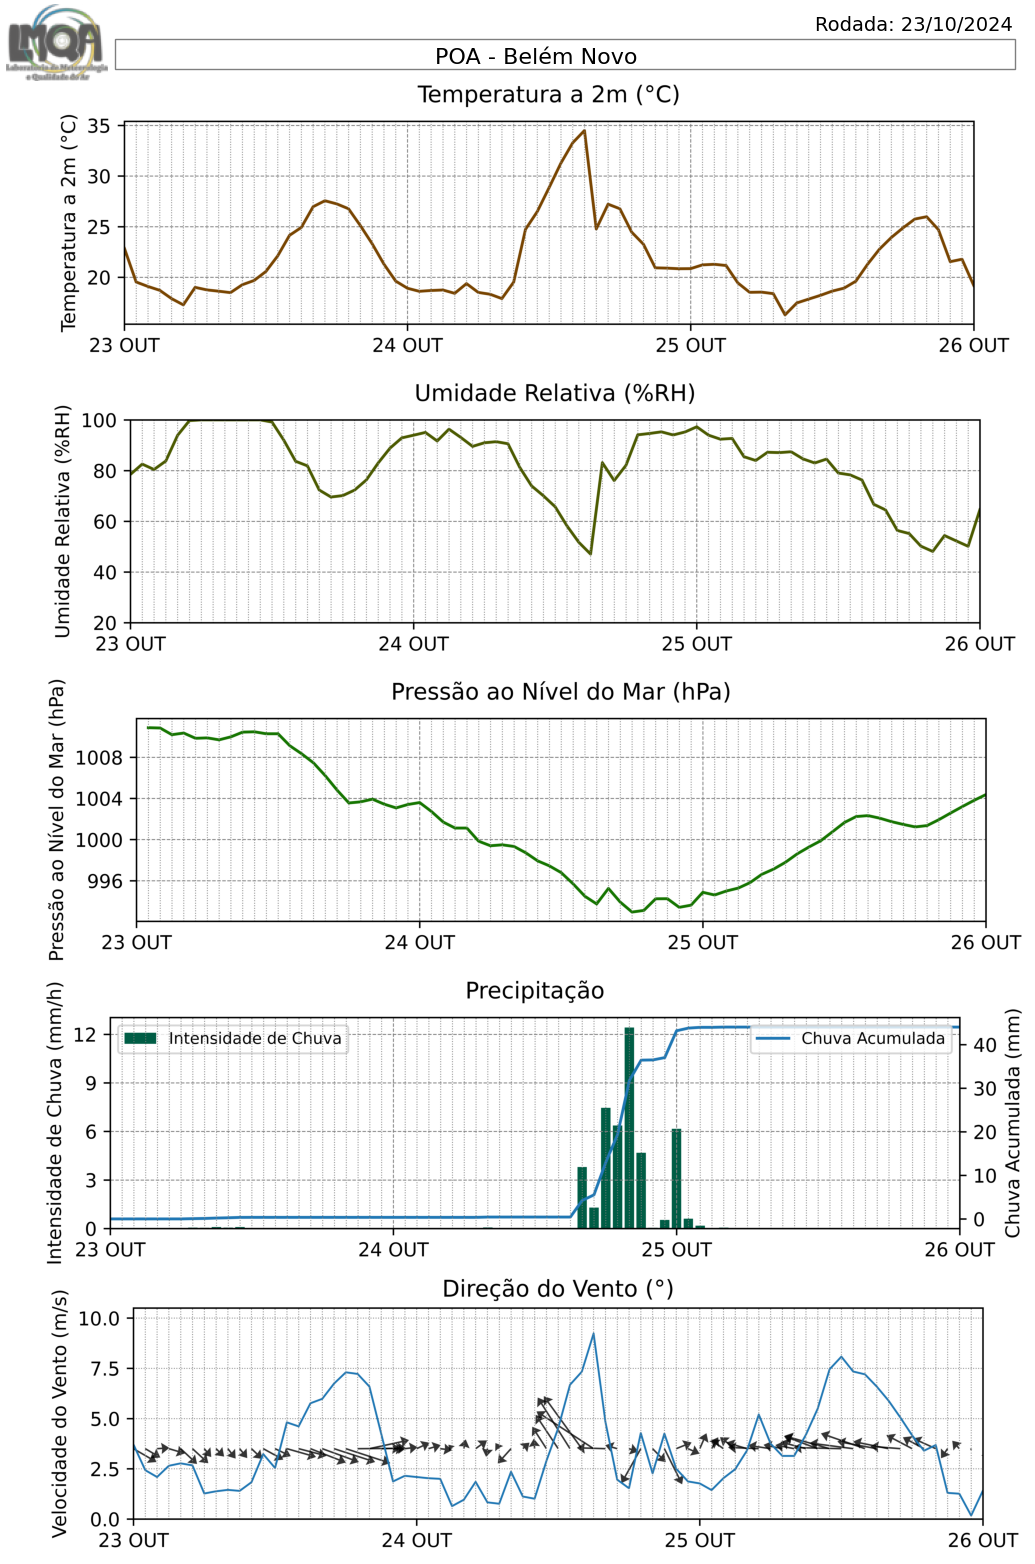 LMQA
Laboratório de Meteorologia
e Qualidade do Ar
Rodada: 23/10/2024
POA - Belém Novo
Temperatura a 2m (°C)
Temperatura a 2m (°C)
35
30
25
20
23 OUT 24 OUT 25 OUT 26 OUT
Umidade Relativa (%RH)
Umidade Relativa (%RH)
100
80
60
40
20
23 OUT 24 OUT 25 OUT 26 OUT
Pressão ao Nível do Mar (hPa)
Pressão ao Nível do Mar (hPa)
1008
1004
1000
996
23 OUT 24 OUT 25 OUT 26 OUT
Precipitação
Intensidade de Chuva (mm/h)
12
9
6
3
0
Intensidade de Chuva
Chuva Acumulada
40
30
20
10
0
Chuva Acumulada (mm)
23 OUT 24 OUT 25 OUT 26 OUT
Direção do Vento (°)
Velocidade do Vento (m/s)
10.0
7.5
5.0
2.5
0.0
23 OUT 24 OUT 25 OUT 26 OUT